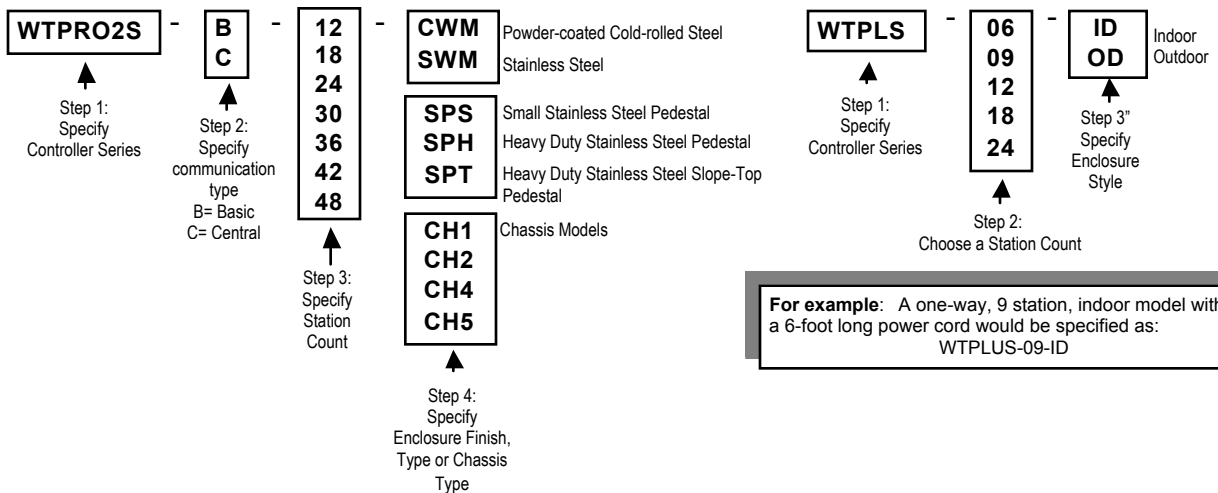 WTPRO2S - B - 12 - CWM Powder-coated Cold-rolled Steel
C 18 SWM Stainless Steel
24
30 SPS Small Stainless Steel Pedestal
36 SPH Heavy Duty Stainless Steel Pedestal
42 SPT Heavy Duty Stainless Steel Slope-Top
Pedestal
48
CH1 Chassis Models
CH2
CH4
CH5
Step 1:
Specify
Controller Series
Step 2:
Specify
communication
type
B= Basic
C= Central
Step 3:
Specify
Station
Count
Step 4:
Specify
Enclosure Finish,
Type or Chassis
Type
WTPLS - 06 - ID Indoor
09 OD Outdoor
12
18
24
Step 1:
Specify
Controller Series
Step 2:
Choose a Station Count
Step 3"
Specify
Enclosure
Style
For example: A one-way, 9 station, indoor model with
a 6-foot long power cord would be specified as:
WTPLUS-09-ID